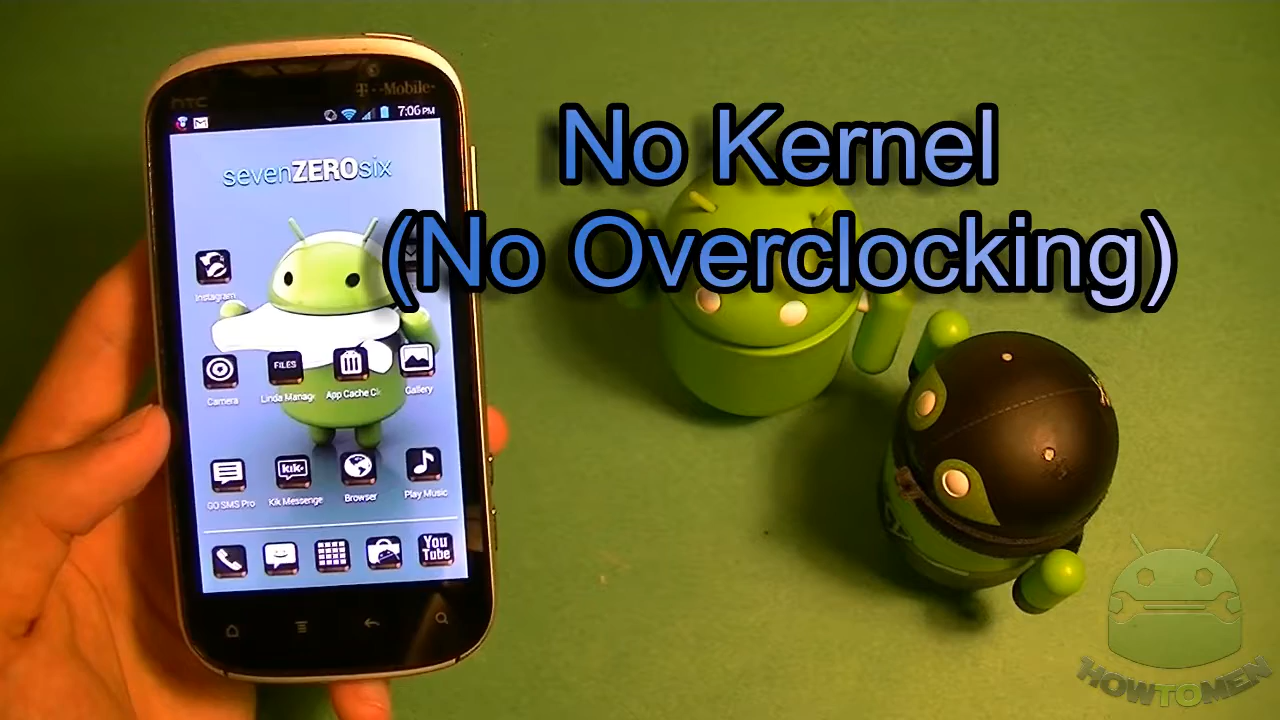 No Kernel
(No Overclocking)
hTC
T··Mobile·
7:06 PM
sevenZEROsix
Instagram
FILES
Camera
Linda Manag
App Cache Cl
Gallery
kik·
GO SMS Pro
Kik Messenge
Browser
Play Music
You
Tube
HOWTOMEN